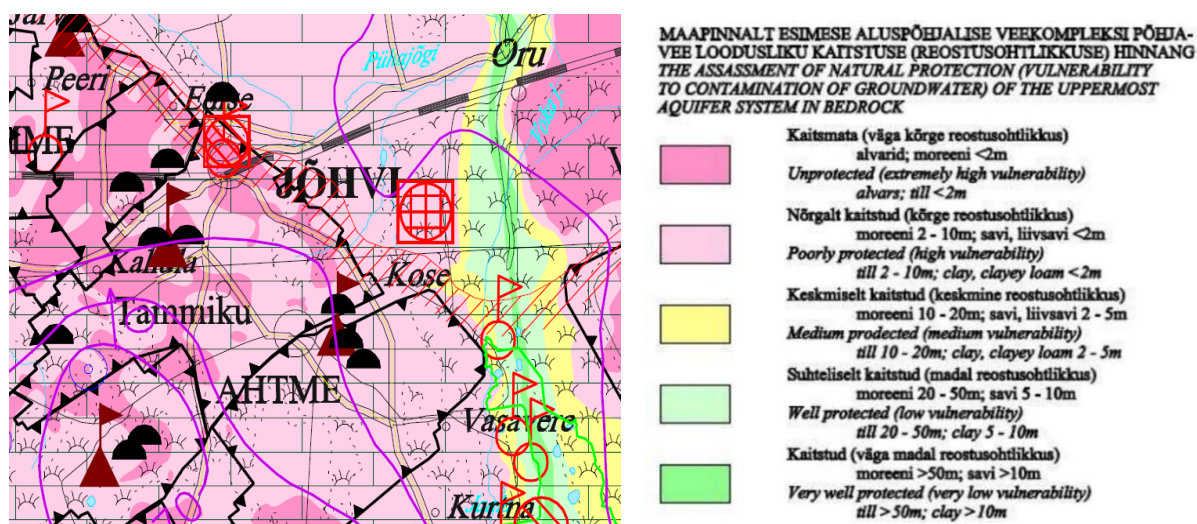 Peeri
Edise
Pühajõgi
Oru
JÕHVI
Kose
Kahula
Tammiku
AHTME
Vasavere
Kurtna
MAAPINNALT ESIMESE ALUSPÕHJALISE VEEKOMPLEKSI PÕHJA-
VEE LOODUSLIKU KAITSTUSE (REOSTUSOHTLIKKUSE) HINNANG
THE ASSASSMENT OF NATURAL PROTECTION (VULNERABILITY
TO CONTAMINATION OF GROUNDWATER) OF THE UPPERMOST
AQUIFER SYSTEM IN BEDROCK
Kaitsmata (väga kõrge reostusohtlikkus)
alvarid; moreeni <2m
Unprotected (extremely high vulnerability)
alvars; till <2m
Nõrgalt kaitstud (kõrge reostusohtlikkus)
moreeni 2 - 10m; savi, liivsavi <2m
Poorly protected (high vulnerability)
till 2 - 10m; clay, clayey loam <2m
Keskmiselt kaitstud (keskmine reostusohtlikkus)
moreeni 10 - 20m; savi, liivsavi 2 - 5m
Medium prodected (medium vulnerability)
till 10 - 20m; clay, clayey loam 2 - 5m
Suhteliselt kaitstud (madal reostusohtlikkus)
moreeni 20 - 50m; savi 5 - 10m
Well protected (low vulnerability)
till 20 - 50m; clay 5 - 10m
Kaitstud (väga madal reostusohtlikkus)
moreeni >50m; savi >10m
Very well protected (very low vulnerability)
till >50m; clay >10m